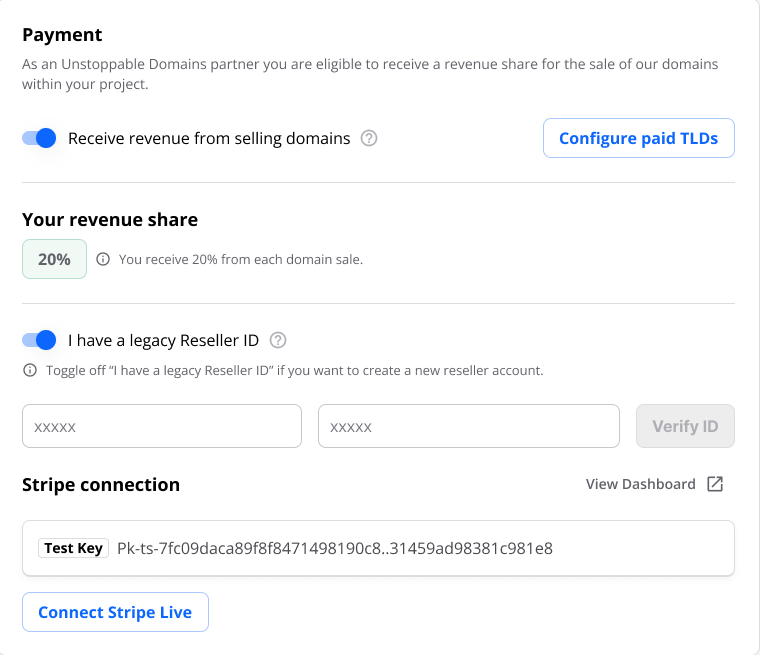 Payment
As an Unstoppable Domains partner you are eligible to receive a revenue share for the sale of our domains
within your project.
Receive revenue from selling domains
Configure paid TLDs
Your revenue share
20%
You receive 20% from each domain sale.
I have a legacy Reseller ID
Toggle off “I have a legacy Reseller ID” if you want to create a new reseller account.
xxxxx
xxxxx
Verify ID
Stripe connection
View Dashboard
Test Key Pk-ts-7fc09daca89f8f8471498190c8..31459ad98381c981e8
Connect Stripe Live